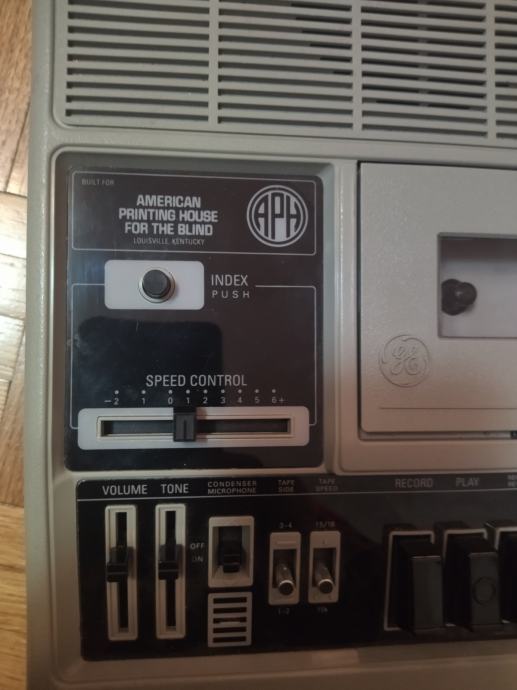 BUILT FOR
AMERICAN
PRINTING HOUSE
FOR THE BLIND
LOUISVILLE, KENTUCKY
APH
INDEX
PUSH
GE
SPEED CONTROL
−2 1 0 1 2 3 4 5 6+
VOLUME TONE CONDENSER MICROPHONE TAPE SIDE TAPE SPEED RECORD PLAY
3-4 15/16
OFF
ON
1-2 1⅞